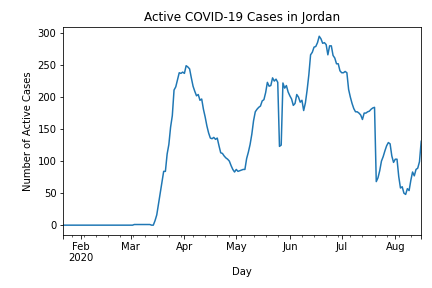 Active COVID-19 Cases in Jordan
Number of Active Cases
300
250
200
150
100
50
0
Feb Mar Apr May Jun Jul Aug
2020
Day